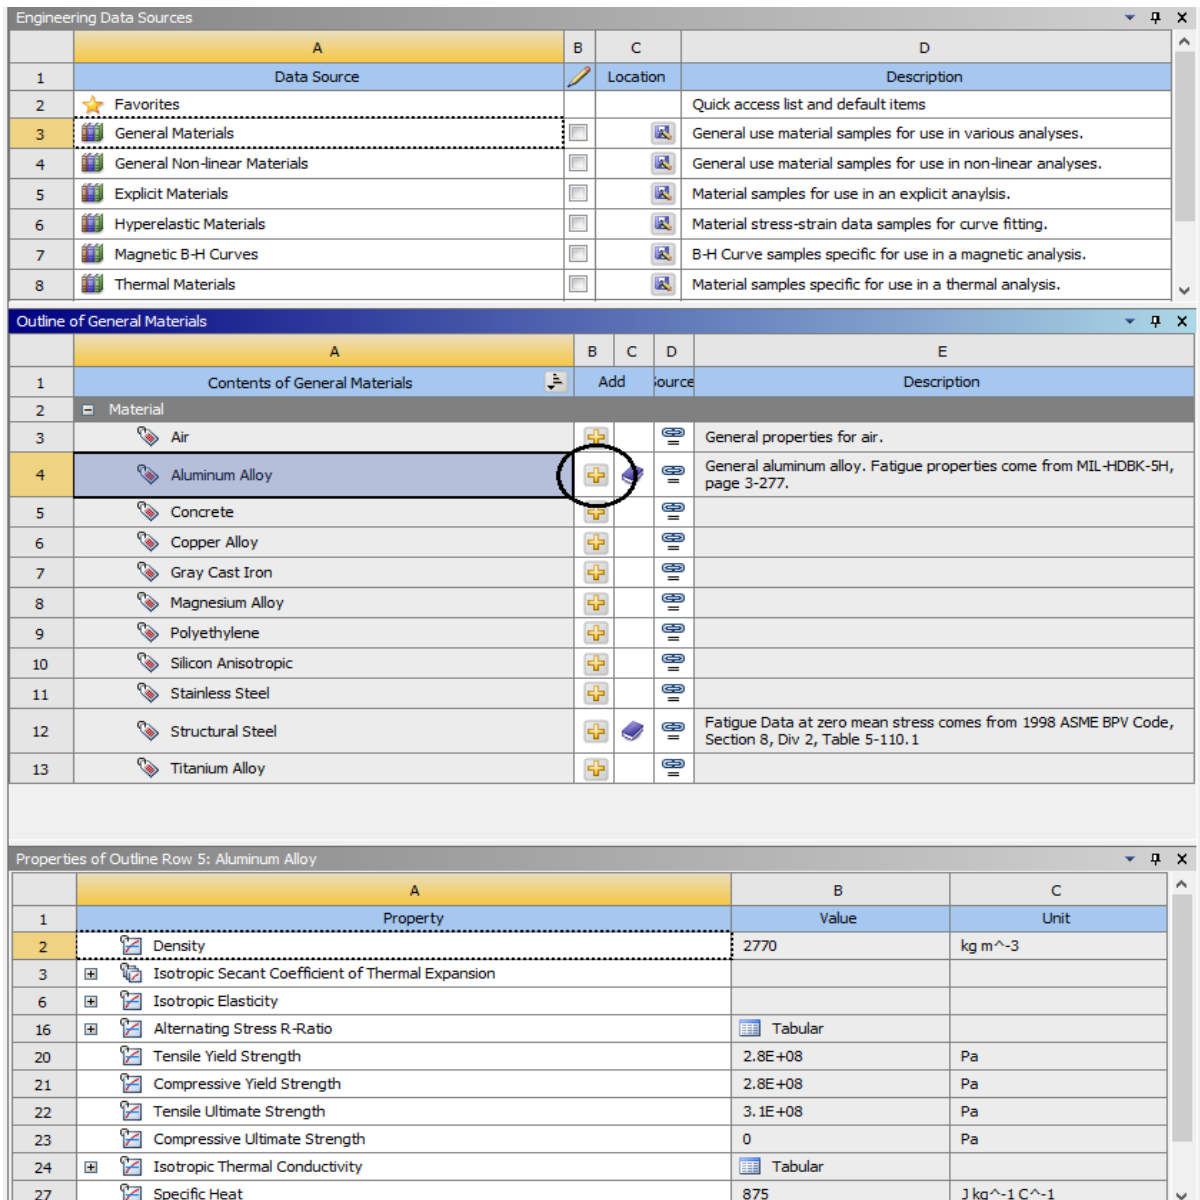 Engineering Data Sources
A B C D
1 Data Source Location Description
2 Favorites Quick access list and default items
3 General Materials General use material samples for use in various analyses.
4 General Non-linear Materials General use material samples for use in non-linear analyses.
5 Explicit Materials Material samples for use in an explicit anaylsis.
6 Hyperelastic Materials Material stress-strain data samples for curve fitting.
7 Magnetic B-H Curves B-H Curve samples specific for use in a magnetic analysis.
8 Thermal Materials Material samples specific for use in a thermal analysis.
Outline of General Materials
A B C D E
1 Contents of General Materials Add Source Description
2 Material
3 Air General properties for air.
4 Aluminum Alloy General aluminum alloy. Fatigue properties come from MIL-HDBK-5H,
page 3-277.
5 Concrete
6 Copper Alloy
7 Gray Cast Iron
8 Magnesium Alloy
9 Polyethylene
10 Silicon Anisotropic
11 Stainless Steel
12 Structural Steel Fatigue Data at zero mean stress comes from 1998 ASME BPV Code,
Section 8, Div 2, Table 5-110.1
13 Titanium Alloy
Properties of Outline Row 5: Aluminum Alloy
A B C
1 Property Value Unit
2 Density 2770 kg m^-3
3 Isotropic Secant Coefficient of Thermal Expansion
6 Isotropic Elasticity
16 Alternating Stress R-Ratio Tabular
20 Tensile Yield Strength 2.8E+08 Pa
21 Compressive Yield Strength 2.8E+08 Pa
22 Tensile Ultimate Strength 3.1E+08 Pa
23 Compressive Ultimate Strength 0 Pa
24 Isotropic Thermal Conductivity Tabular
27 Specific Heat 875 J kg^-1 C^-1